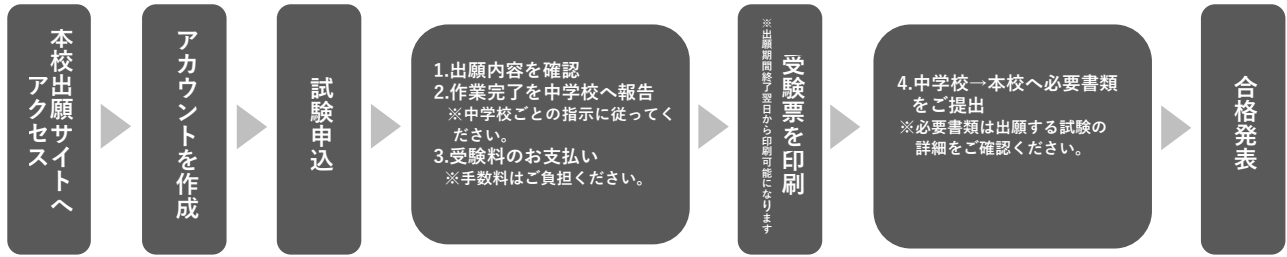 本校出願サイトへ
アクセス
アカウントを作成
試験申込
1.出願内容を確認
2.作業完了を中学校へ報告
※中学校ごとの指示に従ってく
ださい。
3.受験料のお支払い
※手数料はご負担ください。
受験票を印刷
※出願期間終了翌日から印刷可能になります
4.中学校→本校へ必要書類
をご提出
※必要書類は出願する試験の
詳細をご確認ください。
合格発表